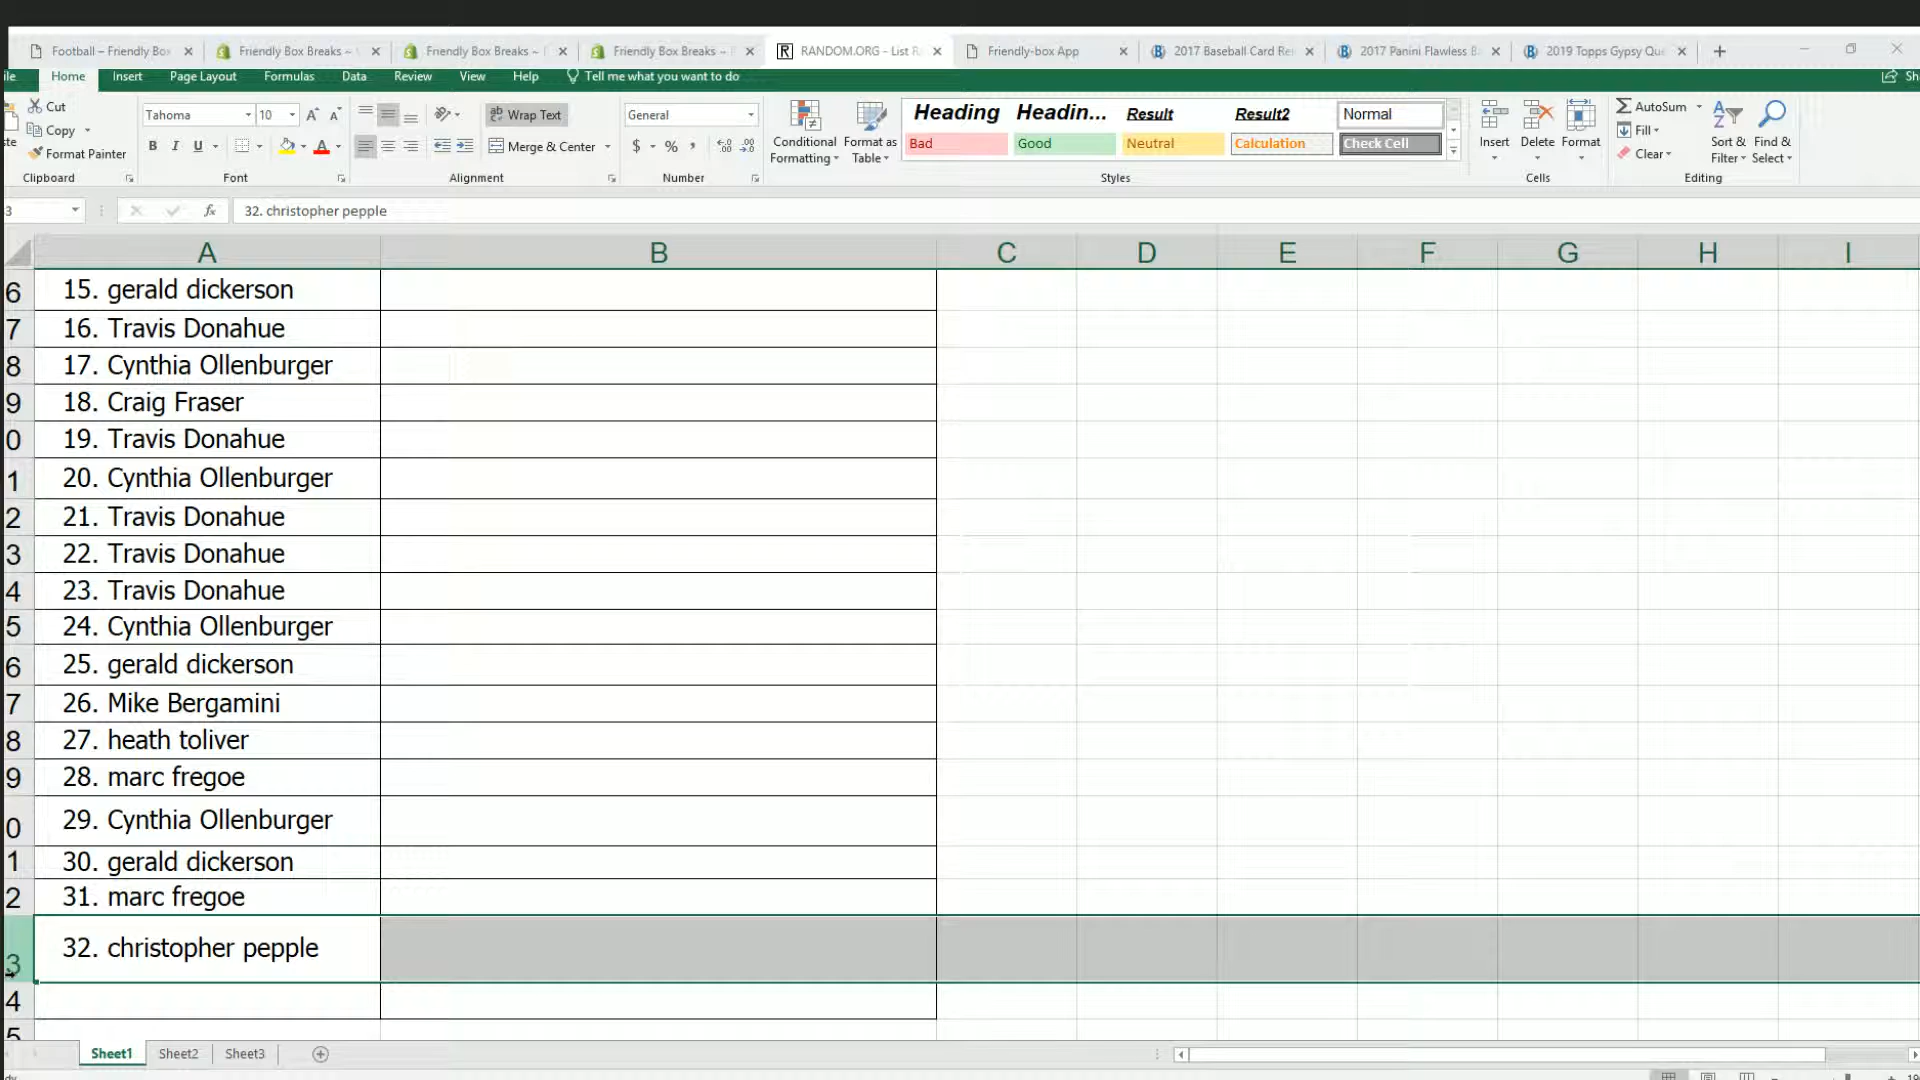 Football – Friendly Box
Friendly Box Breaks ~
Friendly Box Breaks ~
Friendly Box Breaks ~
RANDOM.ORG - List R
Friendly-box App
2017 Baseball Card Re
2017 Panini Flawless B
2019 Topps Gypsy Qu
ile
Home
Insert
Page Layout
Formulas
Data
Review
View
Help
Tell me what you want to do
Sh
Cut
Copy
Format Painter
ste
Clipboard
Tahoma
10
B I U
Font
Wrap Text
Merge & Center
Alignment
General
$ % ,
Number
Conditional Formatting
Format as Table
Heading
Headin...
Result
Result2
Normal
Bad
Good
Neutral
Calculation
Check Cell
Styles
Insert
Delete
Format
Cells
AutoSum
Fill
Clear
Sort & Filter
Find & Select
Editing
3
fx
32. christopher pepple
A B C D E F G H I
6 15. gerald dickerson
7 16. Travis Donahue
8 17. Cynthia Ollenburger
9 18. Craig Fraser
0 19. Travis Donahue
1 20. Cynthia Ollenburger
2 21. Travis Donahue
3 22. Travis Donahue
4 23. Travis Donahue
5 24. Cynthia Ollenburger
6 25. gerald dickerson
7 26. Mike Bergamini
8 27. heath toliver
9 28. marc fregoe
0 29. Cynthia Ollenburger
1 30. gerald dickerson
2 31. marc fregoe
3 32. christopher pepple
4
5
Sheet1
Sheet2
Sheet3